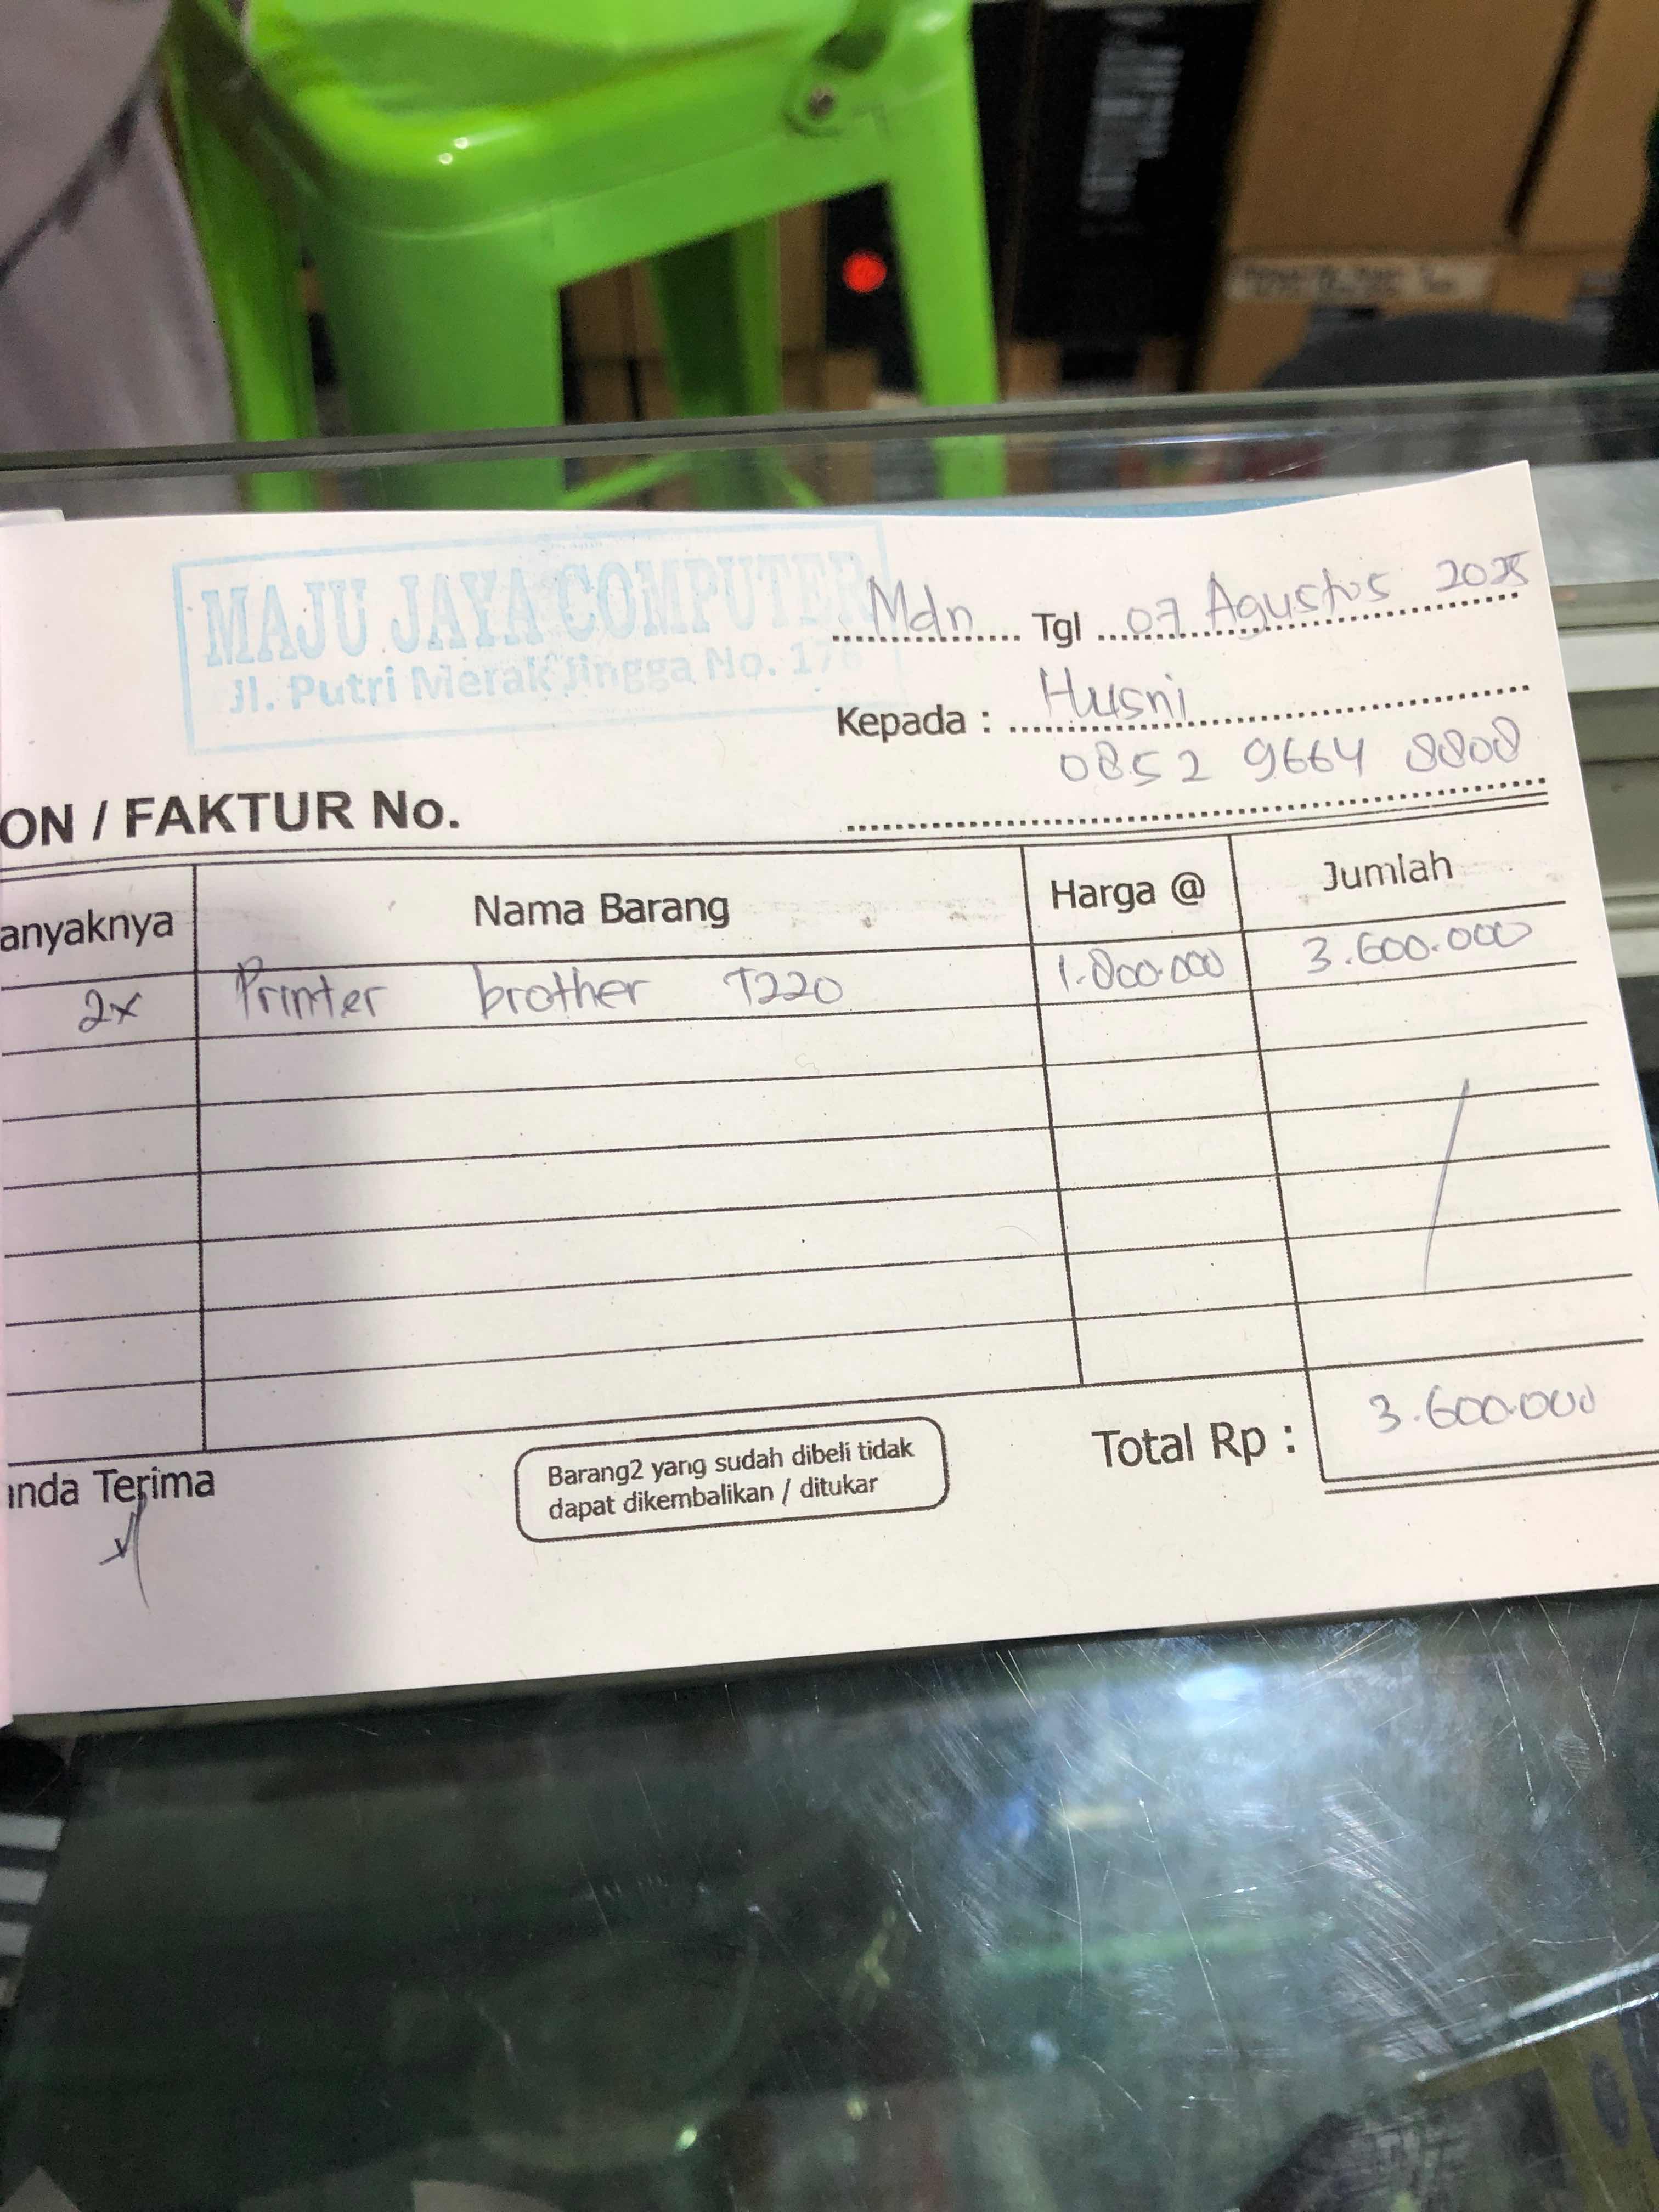 MAJU JAYA COMPUTER
Jl. Putri Merak Jingga No. 176
Mdn Tgl 07 Agustus 2025
Kepada : Husni
0852 9664 8808
ON / FAKTUR No.
anyaknya Nama Barang Harga @ Jumlah
2x Printer brother T220 1.800.000 3.600.000
Total Rp : 3.600.000
anda Terima
Barang2 yang sudah dibeli tidak
dapat dikembalikan / ditukar